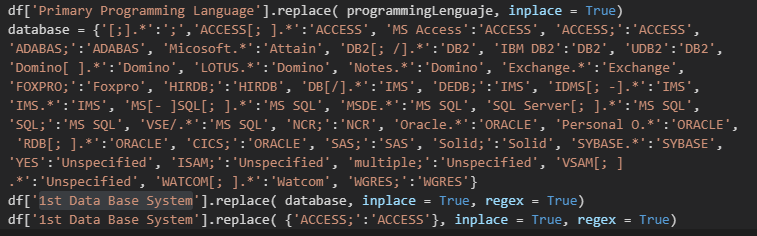 df['Primary Programming Language'].replace( programmingLenguaje, inplace = True)
database = {'[;].*':';','ACCESS[; ].*':'ACCESS', 'MS Access':'ACCESS', 'ACCESS;':'ACCESS',
'ADABAS;':'ADABAS', 'Micosoft.*':'Attain', 'DB2[; /].*':'DB2', 'IBM DB2':'DB2', 'UDB2':'DB2',
'Domino[ ].*':'Domino', 'LOTUS.*':'Domino', 'Notes.*':'Domino', 'Exchange.*':'Exchange',
'FOXPRO;':'Foxpro', 'HIRDB;':'HIRDB', 'DB[/].*':'IMS', 'DEDB;':'IMS', 'IDMS[; -].*':'IMS',
'IMS.*':'IMS', 'MS[- ]SQL[; ].*':'MS SQL', 'MSDE.*':'MS SQL', 'SQL Server[; ].*':'MS SQL',
'SQL;':'MS SQL', 'VSE/.*':'MS SQL', 'NCR;':'NCR', 'Oracle.*':'ORACLE', 'Personal O.*':'ORACLE',
'RDB[; ].*':'ORACLE', 'CICS;':'ORACLE', 'SAS;':'SAS', 'Solid;':'Solid', 'SYBASE.*':'SYBASE',
'YES':'Unspecified', 'ISAM;':'Unspecified', 'multiple;':'Unspecified', 'VSAM[; ]
.*':'Unspecified', 'WATCOM[; ].*':'Watcom', 'WGRES;':'WGRES'}
df['1st Data Base System'].replace( database, inplace = True, regex = True)
df['1st Data Base System'].replace( {'ACCESS;':'ACCESS'}, inplace = True, regex = True)